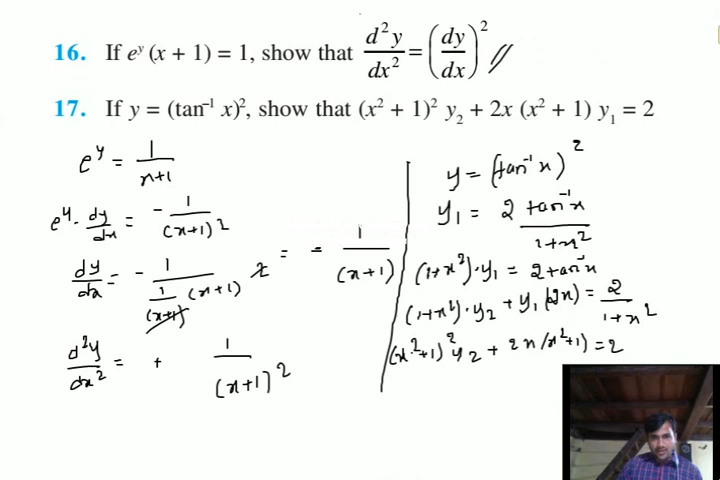 16. If e^y (x + 1) = 1, show that d²y/dx² = (dy/dx)²
17. If y = (tan⁻¹ x)², show that (x² + 1)² y₂ + 2x (x² + 1) y₁ = 2
e^y = 1/(x+1)
e^y · dy/dx = - 1/(x+1)²
dy/dx = - 1/(1/(x+1) (x+1)²) = - 1/(x+1)
d²y/dx² = + 1/(x+1)²
y = (tan⁻¹ x)²
y₁ = 2 tan⁻¹x/(1+x²)
(1+x²) · y₁ = 2 tan⁻¹x
(1+x²) · y₂ + y₁ (2x) = 2/(1+x²)
(x²+1)² y₂ + 2x (x²+1) = 2